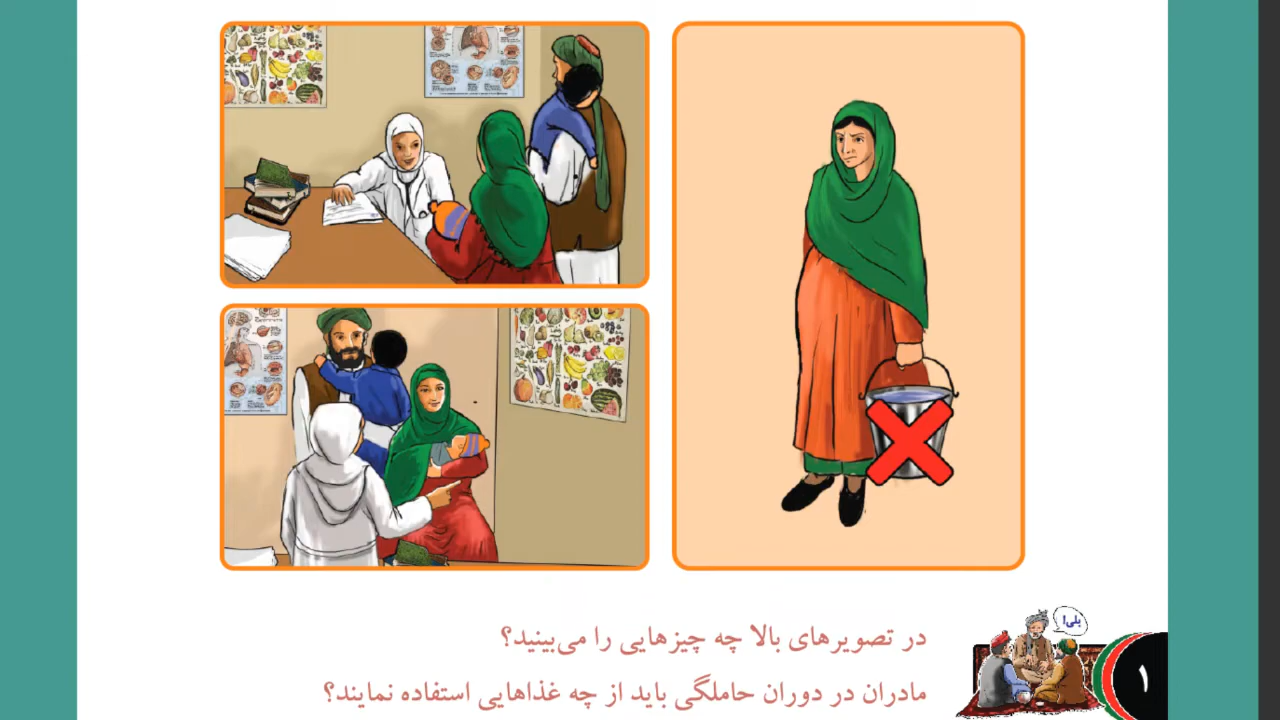 در تصویرهای بالا چه چیزهایی را می‌بینید؟
مادران در دوران حاملگی باید از چه غذاهایی استفاده نمایند؟
بلی!
۱